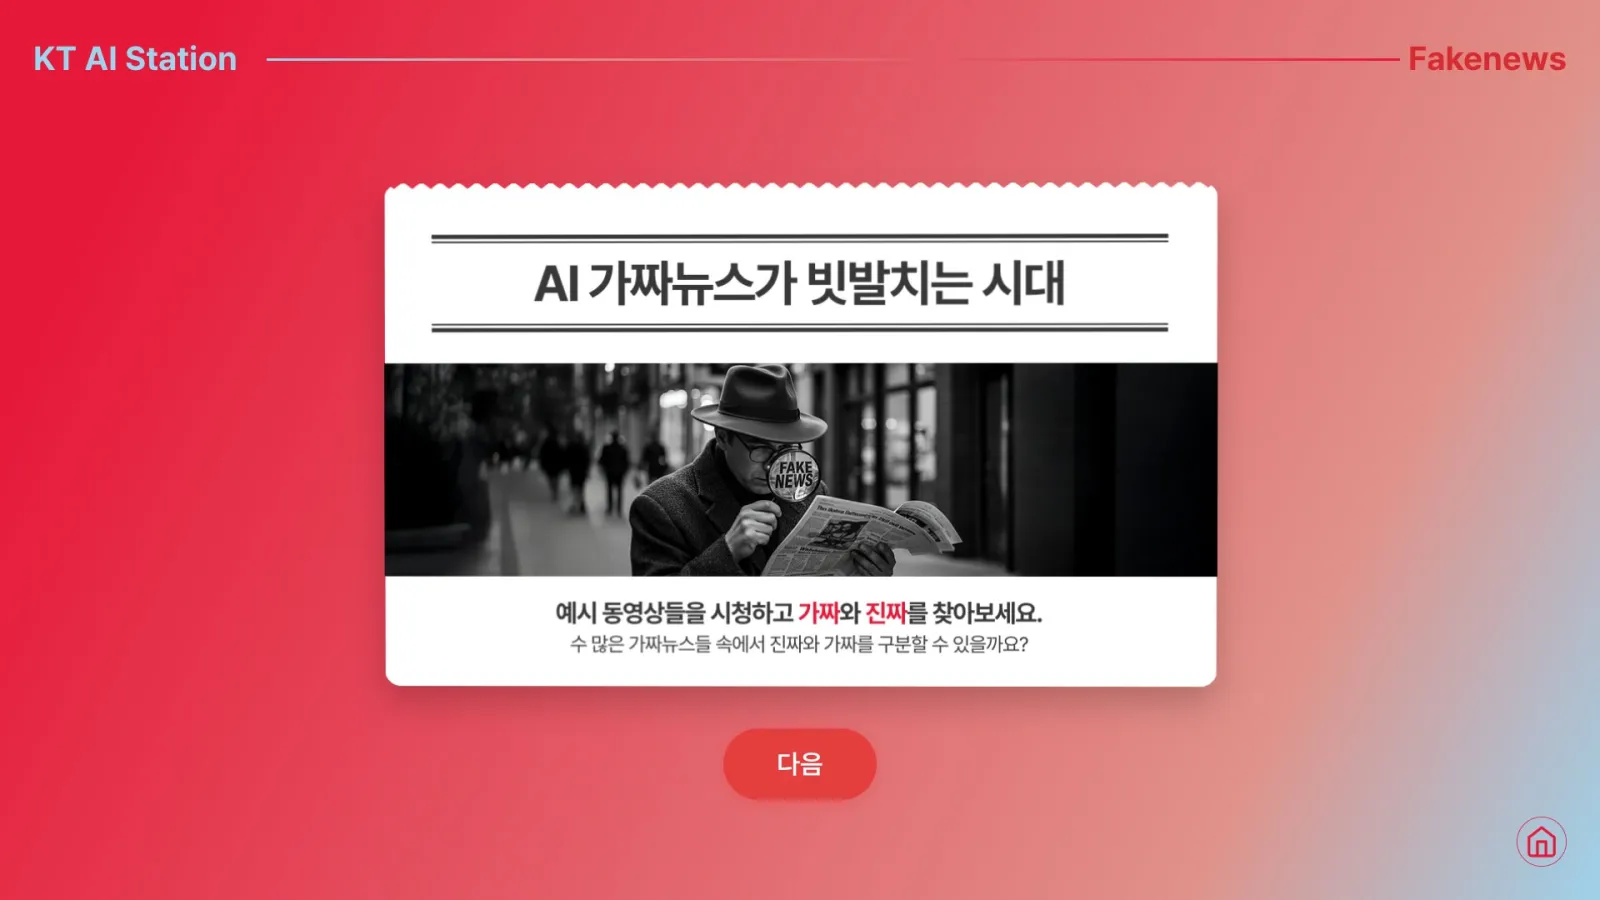 KT AI Station
Fakenews
AI 가짜뉴스가 빗발치는 시대
FAKE
NEWS
예시 동영상들을 시청하고 가짜와 진짜를 찾아보세요.
수 많은 가짜뉴스들 속에서 진짜와 가짜를 구분할 수 있을까요?
다음